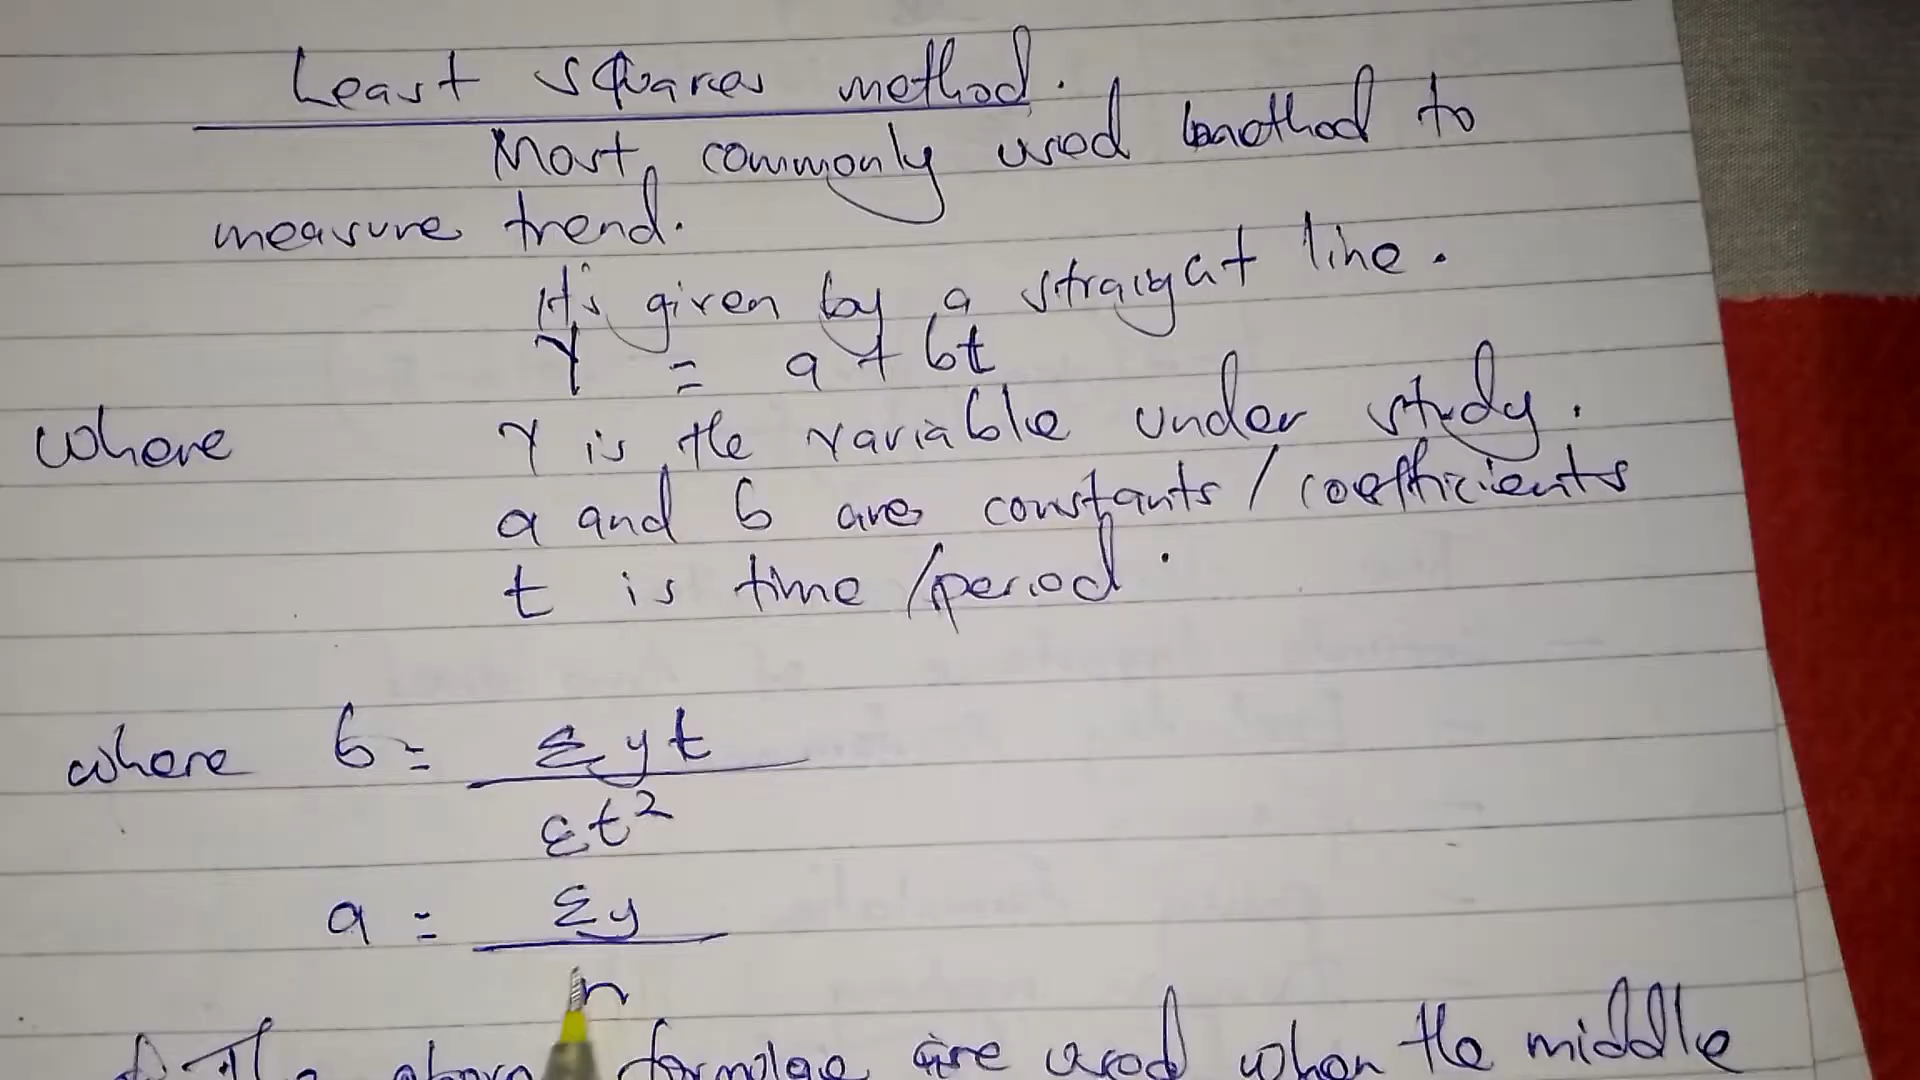 Least squares method.
Most commonly used method to
measure trend.
It's given by a straight line.
Y = a + bt
where Y is the variable under study.
a and b are constants / coefficients
t is time / period.
where b = Σyt
Σt²
a = Σy
n
The above formulae are used when the middle